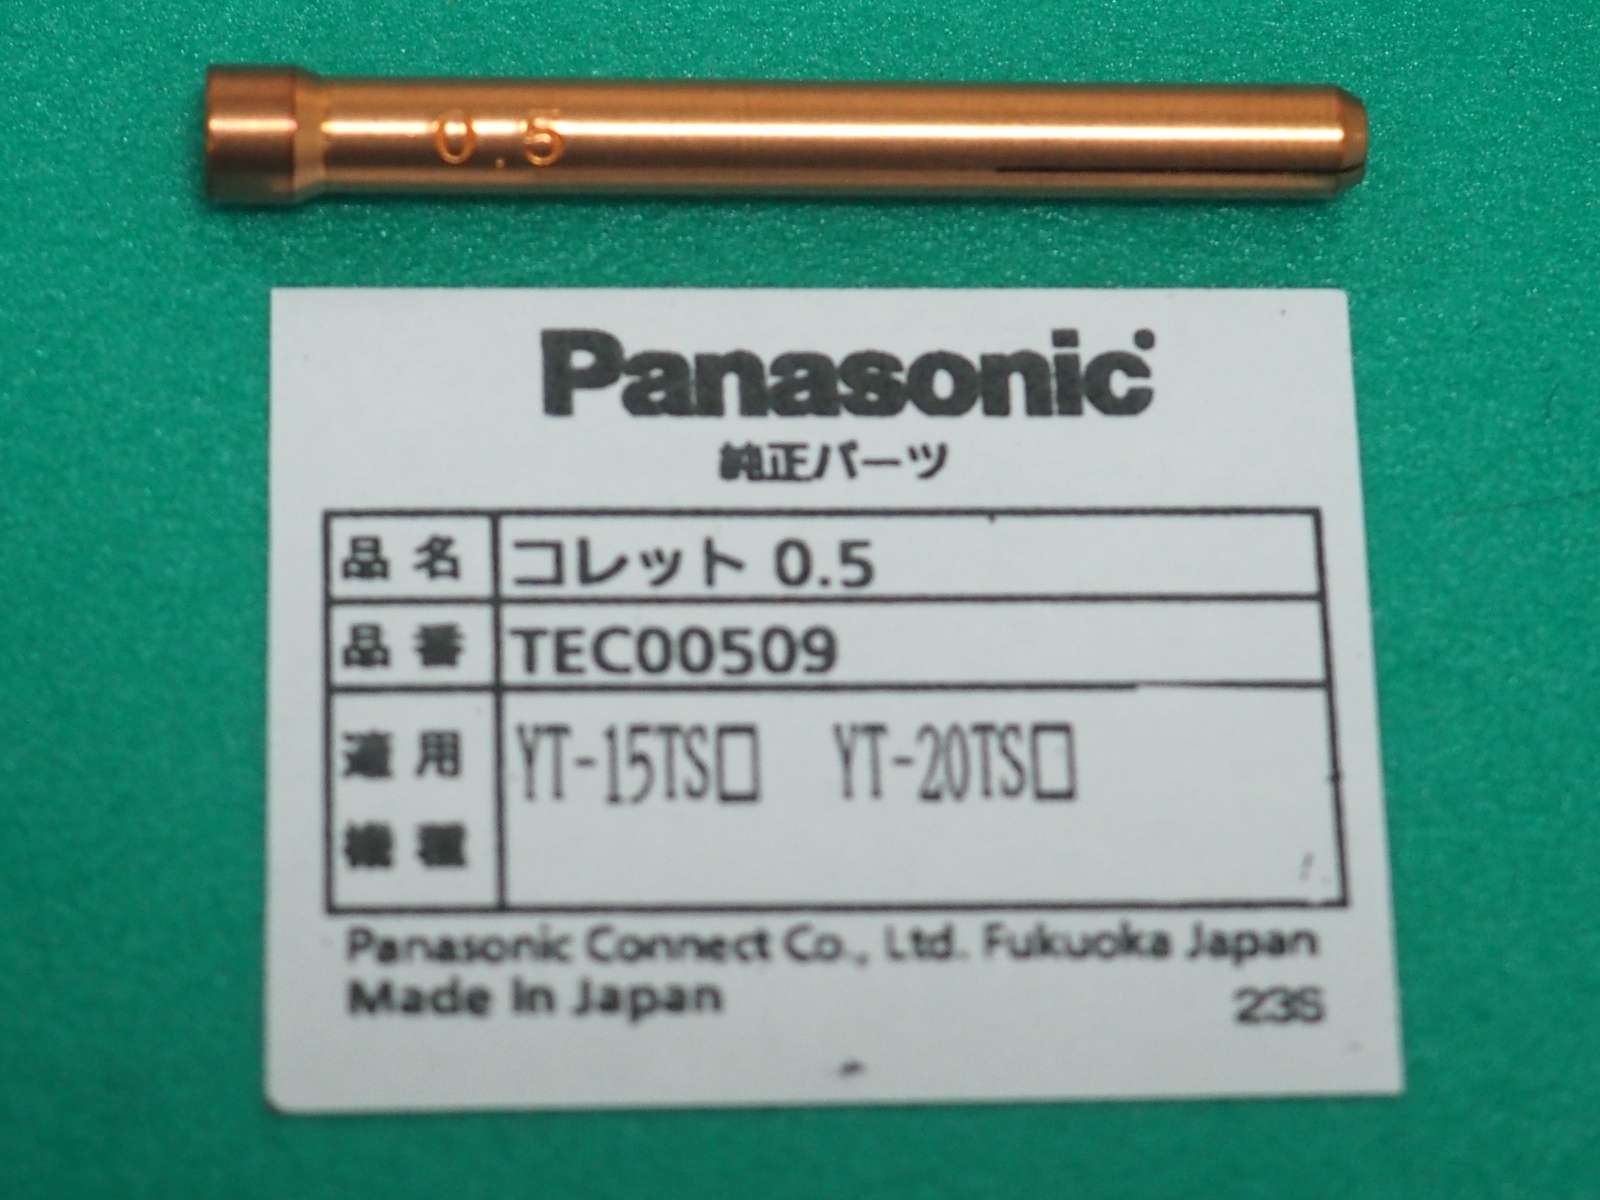 0.5
Panasonic
純正パーツ
品名 コレット 0.5
品番 TEC00509
適用機種 YT-15TS□ YT-20TS□
Panasonic Connect Co., Ltd. Fukuoka Japan
Made In Japan 23S